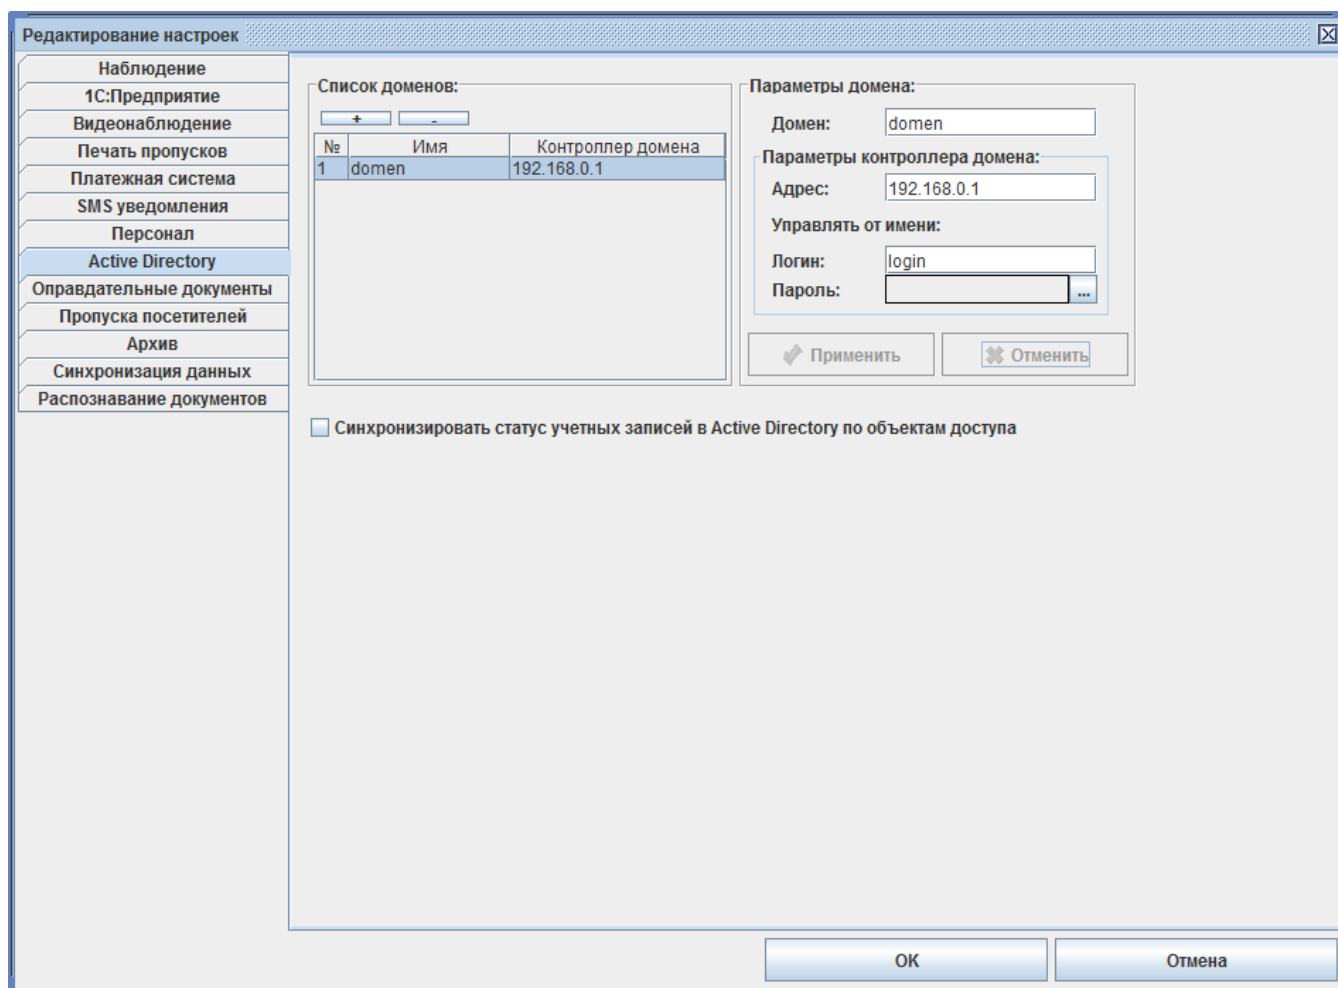 Редактирование настроек
Наблюдение
1С:Предприятие
Видеонаблюдение
Печать пропусков
Платежная система
SMS уведомления
Персонал
Active Directory
Оправдательные документы
Пропуска посетителей
Архив
Синхронизация данных
Распознавание документов
Список доменов:
+ -
№ Имя Контроллер домена
1 domen 192.168.0.1
Параметры домена:
Домен: domen
Параметры контроллера домена:
Адрес: 192.168.0.1
Управлять от имени:
Логин: login
Пароль: ...
Применить Отменить
Синхронизировать статус учетных записей в Active Directory по объектам доступа
ОК Отмена